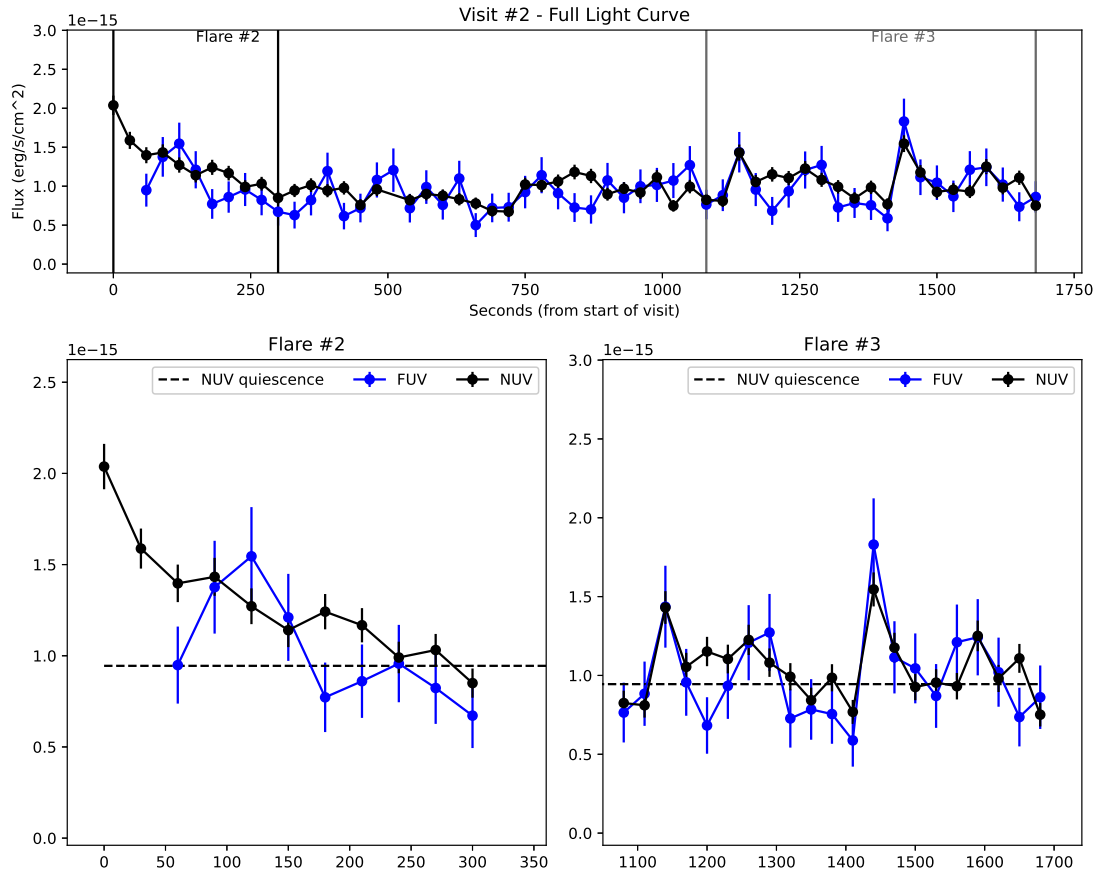 Visit #2 - Full Light Curve
1e−15
Flare #2
Flare #3
Flux (erg/s/cm^2)
3.0
2.5
2.0
1.5
1.0
0.5
0.0
0 250 500 750 1000 1250 1500 1750
Seconds (from start of visit)
Flare #2
1e−15
NUV quiescence FUV NUV
2.5
2.0
1.5
1.0
0.5
0.0
0 50 100 150 200 250 300 350
Flare #3
1e−15
NUV quiescence FUV NUV
3.0
2.5
2.0
1.5
1.0
0.5
0.0
1100 1200 1300 1400 1500 1600 1700